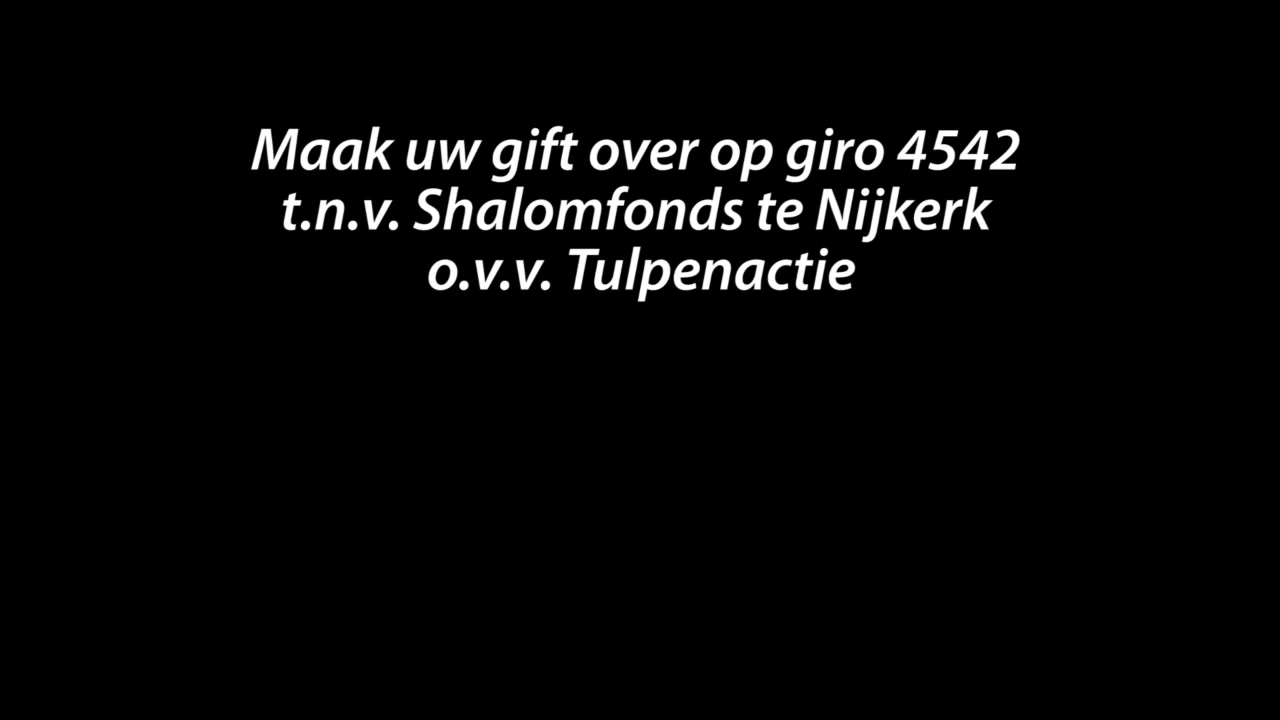 Maak uw gift over op giro 4542
t.n.v. Shalomfonds te Nijkerk
o.v.v. Tulpenactie